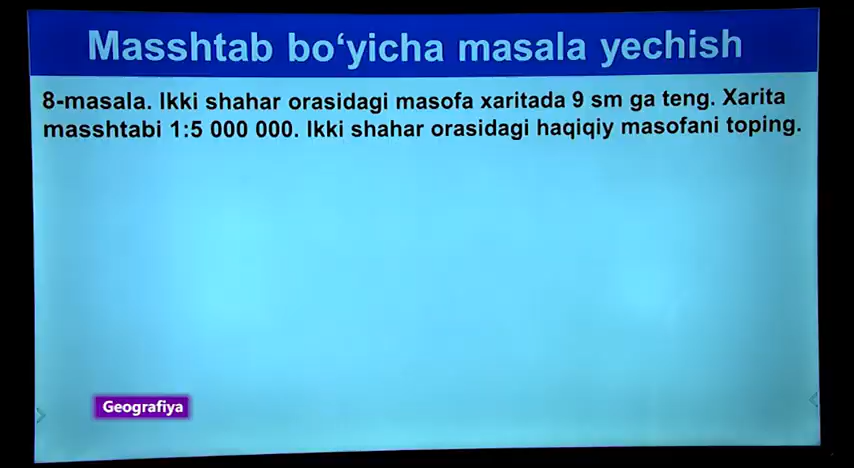 Masshtab bo‘yicha masala yechish
8-masala. Ikki shahar orasidagi masofa xaritada 9 sm ga teng. Xarita
masshtabi 1:5 000 000. Ikki shahar orasidagi haqiqiy masofani toping.
Geografiya